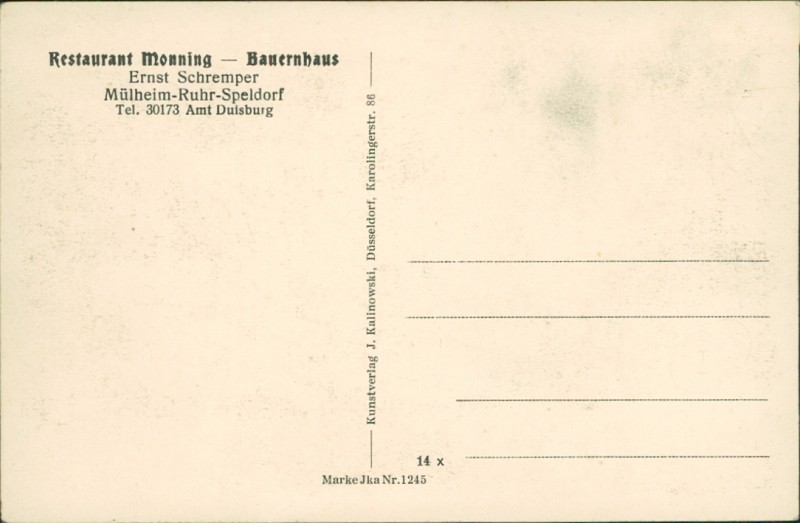 Restaurant Monning — Bauernhaus
Ernst Schremper
Mülheim-Ruhr-Speldorf
Tel. 30173 Amt Duisburg
Kunstverlag J. Kalinowski, Düsseldorf, Karolingerstr. 86
14 x
Marke Jka Nr. 1245